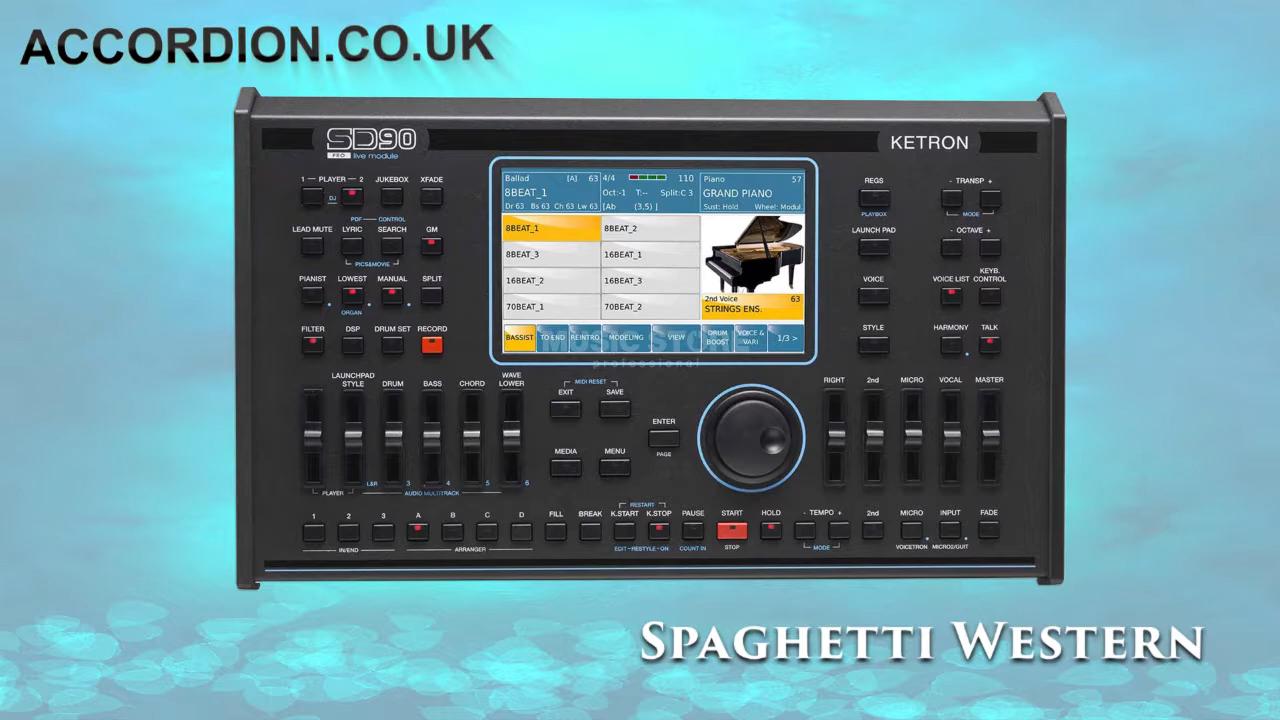 ACCORDION.CO.UK
SD90
PRO live module
KETRON
1 — PLAYER — 2 JUKEBOX XFADE
DJ
PDF — CONTROL
LEAD MUTE LYRIC SEARCH GM
PICS&MOVIE
PIANIST LOWEST MANUAL SPLIT
ORGAN
FILTER DSP DRUM SET RECORD
Ballad [A] 63 4/4 110 Piano 57
8BEAT_1 Oct:-1 T:-- Split:C 3 GRAND PIANO
Dr 63 Bs 63 Ch 63 Lw 63 [Ab (3,5) ] Sust: Hold Wheel: Modul.
8BEAT_1 8BEAT_2
8BEAT_3 16BEAT_1
16BEAT_2 16BEAT_3
70BEAT_1 70BEAT_2
2nd Voice 63
STRINGS ENS.
BASSIST TO END REINTRO MODELING VIEW DRUM BOOST VOICE & VARI 1/3 >
MUSIC STORE
professional
REGS - TRANSP +
PLAYBOX MODE
LAUNCH PAD - OCTAVE +
VOICE VOICE LIST KEYB. CONTROL
STYLE HARMONY TALK
LAUNCHPAD
STYLE DRUM BASS CHORD WAVE LOWER
L&R 3 4 5 6
PLAYER AUDIO MULTITRACK
MIDI RESET
EXIT SAVE
ENTER
PAGE
MEDIA MENU
RIGHT 2nd MICRO VOCAL MASTER
RESTART
1 2 3 A B C D FILL BREAK K.START K.STOP PAUSE START HOLD - TEMPO + 2nd MICRO INPUT FADE
IN/END ARRANGER EDIT—RESTYLE—ON COUNT IN STOP MODE VOICETRON MICRO2/GUIT
SPAGHETTI WESTERN